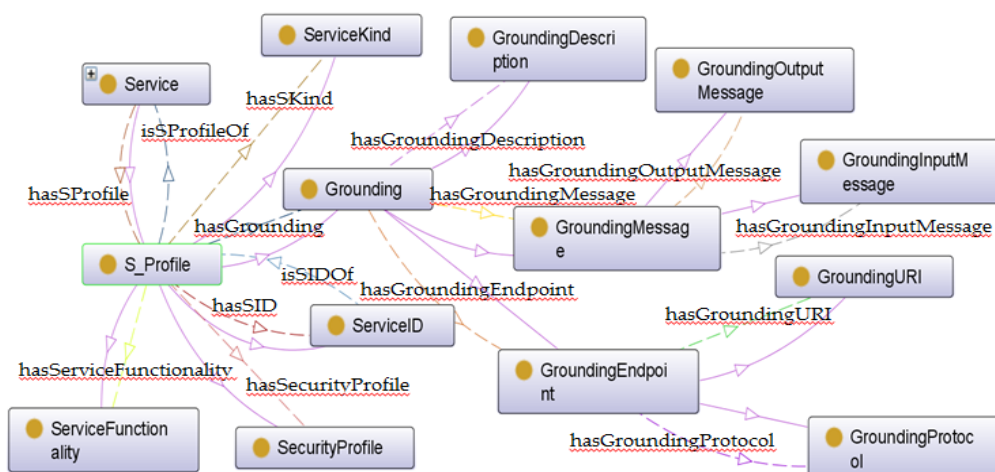 ServiceKind
GroundingDescri
ption
GroundingOutput
Message
Service
hasSKind
isSProfileOf
hasGroundingDescription
GroundingInputM
essage
hasGroundingOutputMessage
Grounding
hasGroundingMessage
hasSProfile
hasGrounding
GroundingMessag
e
hasGroundingInputMessage
S_Profile
isSIDOf
GroundingURI
hasGroundingEndpoint
hasSID
ServiceID
hasGroundingURI
hasServiceFunctionality
hasSecurityProfile
GroundingEndpoi
nt
ServiceFunction
ality
SecurityProfile
hasGroundingProtocol
GroundingProtoc
ol